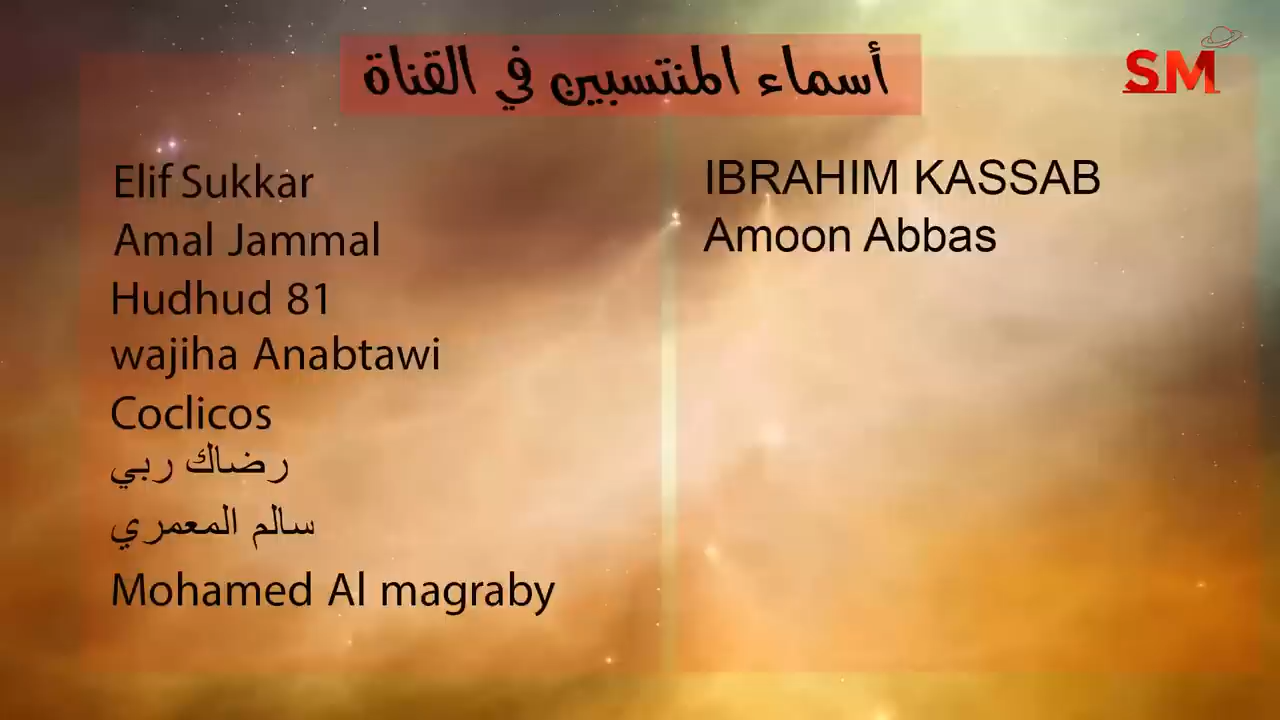 أسماء المنتسبين في القناة
SM
Elif Sukkar
Amal Jammal
Hudhud 81
wajiha Anabtawi
Coclicos
رضاك ربي
سالم المعمري
Mohamed Al magraby
IBRAHIM KASSAB
Amoon Abbas